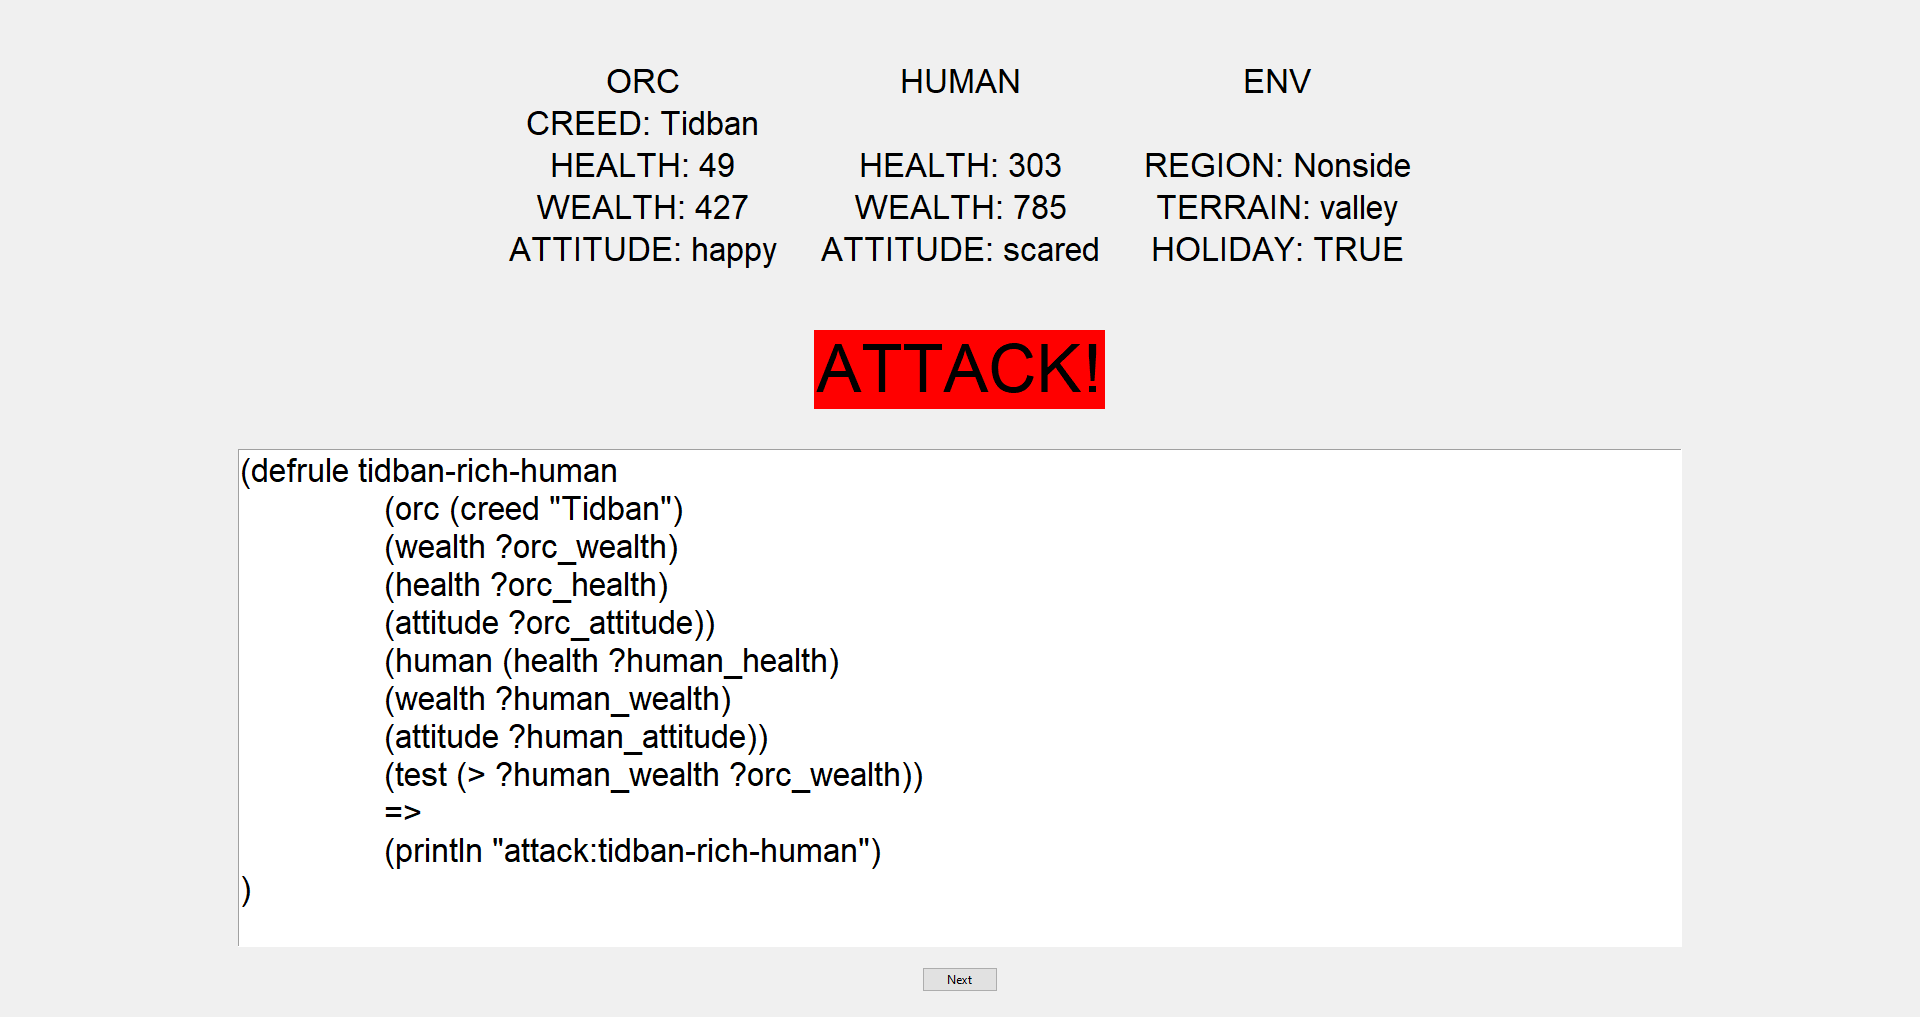 ORC HUMAN ENV
CREED: Tidban
HEALTH: 49 HEALTH: 303 REGION: Nonside
WEALTH: 427 WEALTH: 785 TERRAIN: valley
ATTITUDE: happy ATTITUDE: scared HOLIDAY: TRUE
ATTACK!
(defrule tidban-rich-human
(orc (creed "Tidban")
(wealth ?orc_wealth)
(health ?orc_health)
(attitude ?orc_attitude))
(human (health ?human_health)
(wealth ?human_wealth)
(attitude ?human_attitude))
(test (> ?human_wealth ?orc_wealth))
=>
(println "attack:tidban-rich-human")
)
Next